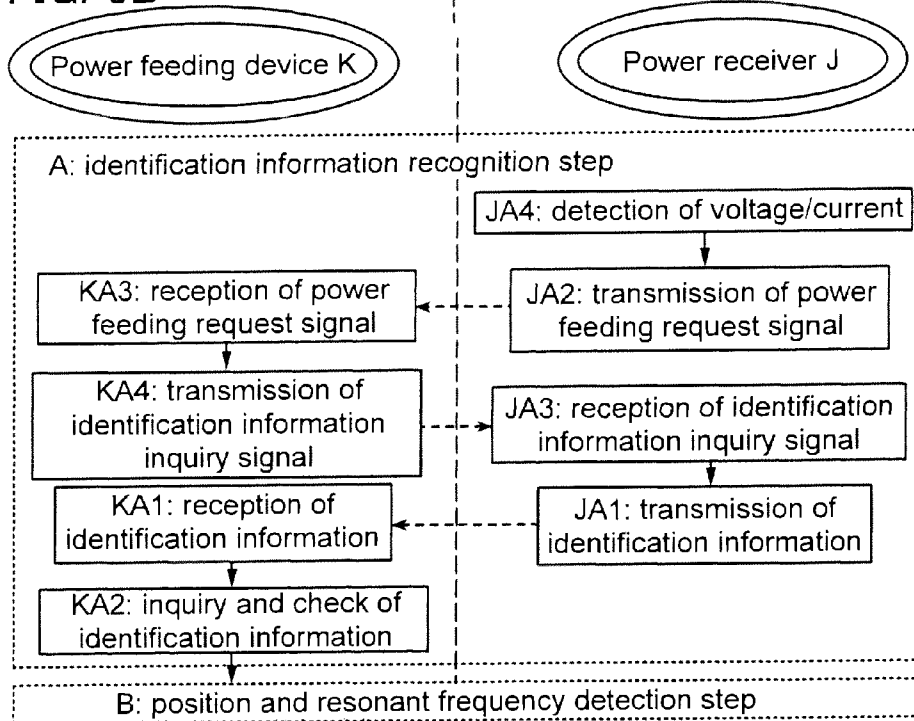 Power feeding device K
Power receiver J
A: identification information recognition step
JA4: detection of voltage/current
KA3: reception of power
feeding request signal
JA2: transmission of power
feeding request signal
KA4: transmission of
identification information
inquiry signal
JA3: reception of identification
information inquiry signal
KA1: reception of
identification information
JA1: transmission of
identification information
KA2: inquiry and check of
identification information
B: position and resonant frequency detection step